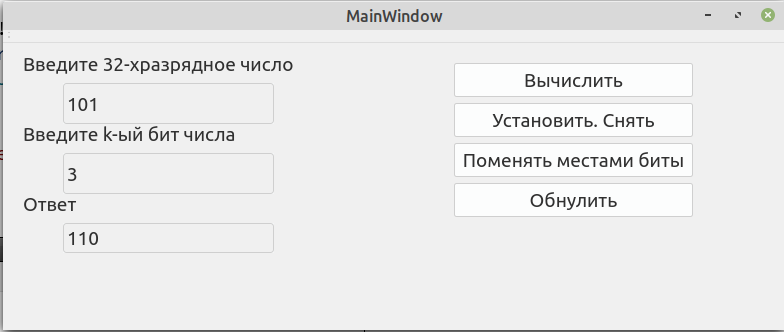 MainWindow
Введите 32-хразрядное число
101
Введите k-ый бит числа
3
Ответ
110
Вычислить
Установить. Снять
Поменять местами биты
Обнулить